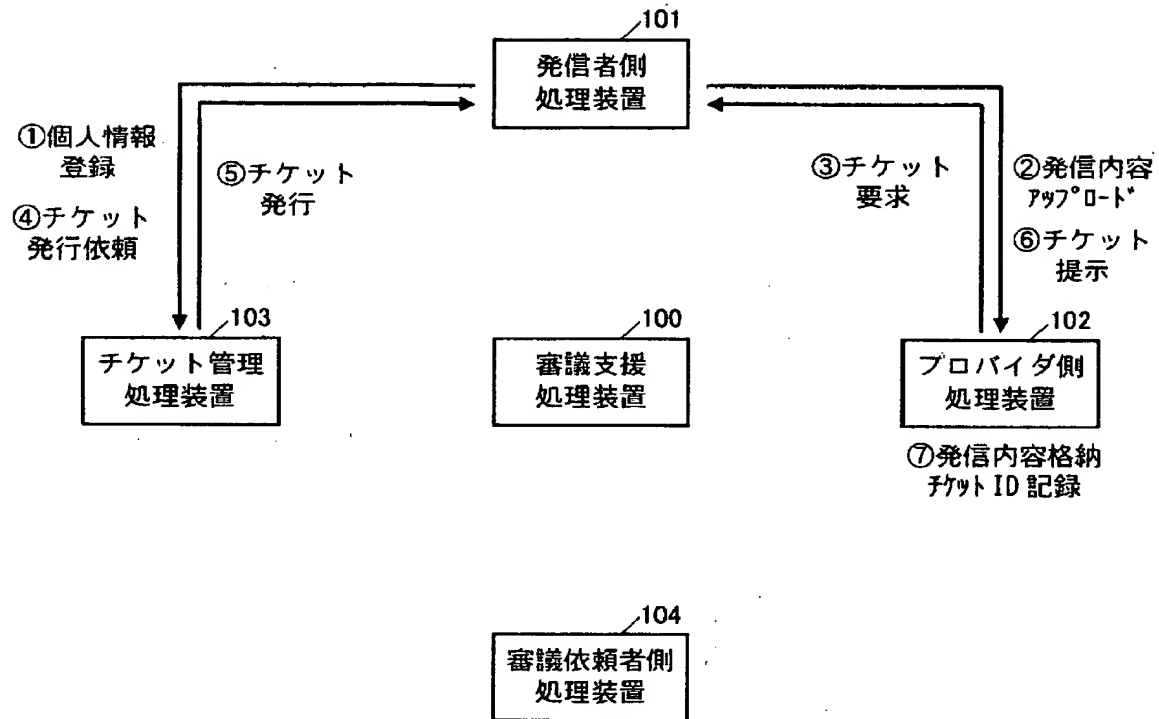 101
発信者側
処理装置
①個人情報
登録
④チケット
発行依頼
⑤チケット
発行
③チケット
要求
②発信内容
ｱｯﾌﾟﾛｰﾄﾞ
⑥チケット
提示
103
チケット管理
処理装置
100
審議支援
処理装置
102
プロバイダ側
処理装置
⑦発信内容格納
ﾁｹｯﾄ ID 記録
104
審議依頼者側
処理装置